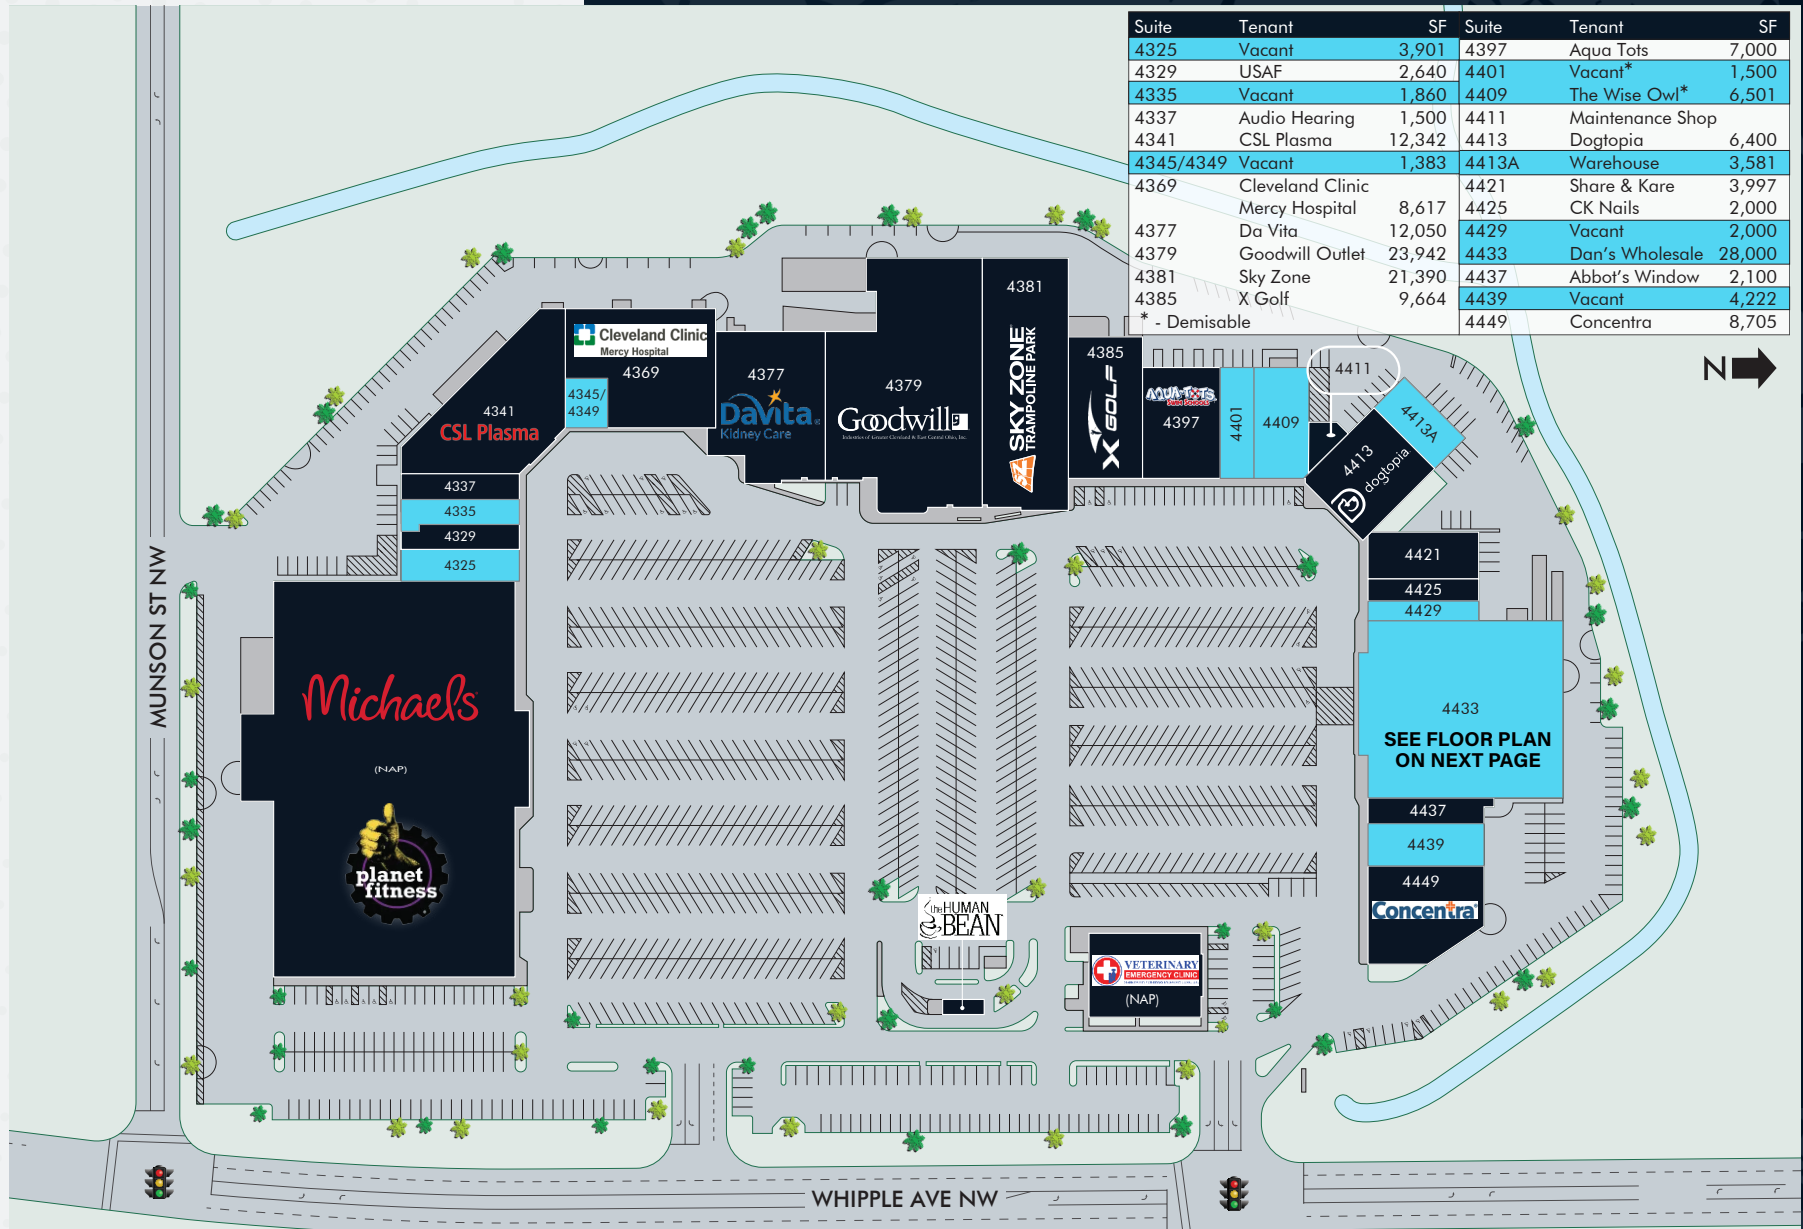 Suite Tenant SF
4325 Vacant 3,901
4329 USAF 2,640
4335 Vacant 1,860
4337 Audio Hearing 1,500
4341 CSL Plasma 12,342
4345/4349 Vacant 1,383
4369 Cleveland Clinic
Mercy Hospital 8,617
4377 Da Vita 12,050
4379 Goodwill Outlet 23,942
4381 Sky Zone 21,390
4385 X Golf 9,664
* - Demisable
Suite Tenant SF
4397 Aqua Tots 7,000
4401 Vacant* 1,500
4409 The Wise Owl* 6,501
4411 Maintenance Shop
4413 Dogtopia 6,400
4413A Warehouse 3,581
4421 Share & Kare 3,997
4425 CK Nails 2,000
4429 Vacant 2,000
4433 Dan's Wholesale 28,000
4437 Abbot's Window 2,100
4439 Vacant 4,222
4449 Concentra 8,705
N
Cleveland Clinic
Mercy Hospital
4369
4345/
4349
4341
CSL Plasma
4337
4335
4329
4325
4377
DaVita
Kidney Care
4379
Goodwill
4381
SKY ZONE
TRAMPOLINE PARK
SZ
4385
X GOLF
AQUA-TOTS
SWIM SCHOOLS
4397
4401
4409
4411
4413A
4413
dogtopia
4421
4425
4429
4433
SEE FLOOR PLAN
ON NEXT PAGE
4437
4439
4449
Concentra
Michaels
(NAP)
planet
fitness
the HUMAN
BEAN
VETERINARY
EMERGENCY CLINIC
(NAP)
MUNSON ST NW
WHIPPLE AVE NW